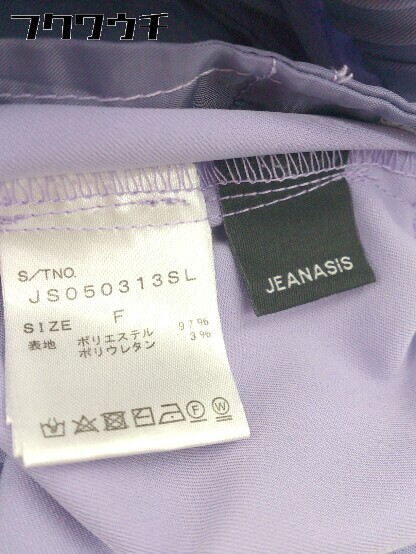 フクワウチ
S/TNO.
JS050313SL
SIZE F
表地 ポリエステル 97%
ポリウレタン 3%
F W
JEANASIS